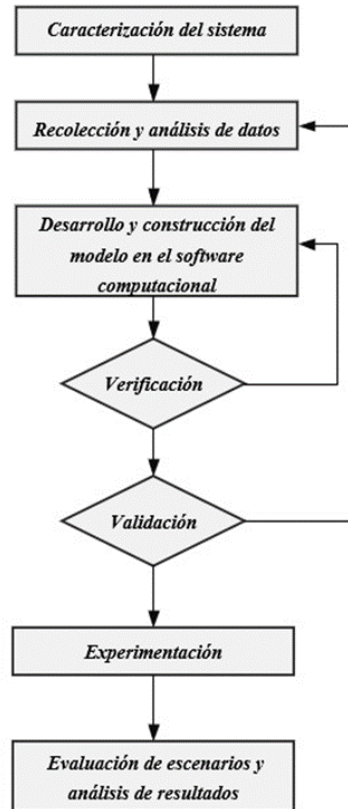 Caracterización del sistema
Recolección y análisis de datos
Desarrollo y construcción del
modelo en el software
computacional
Verificación
Validación
Experimentación
Evaluación de escenarios y
análisis de resultados